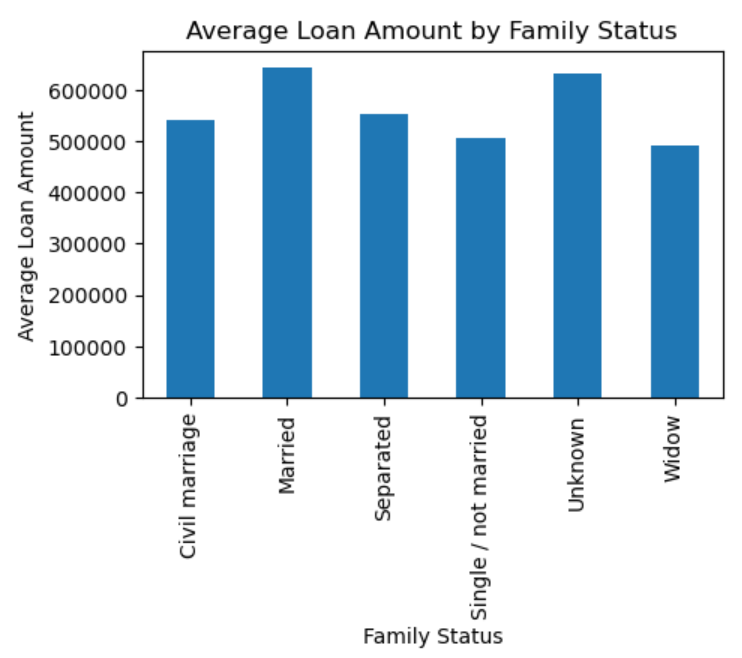 Average Loan Amount by Family Status
Average Loan Amount
600000
500000
400000
300000
200000
100000
0
Civil marriage
Married
Separated
Single / not married
Unknown
Widow
Family Status